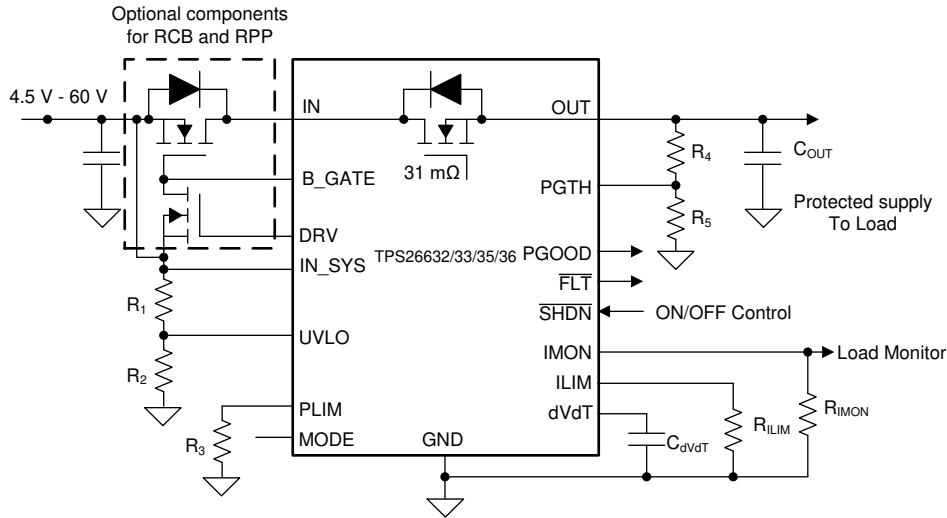 Optional components
for RCB and RPP
4.5 V - 60 V
IN
OUT
31 mΩ
R4
COUT
B_GATE
PGTH
R5
Protected supply
To Load
DRV
TPS26632/33/35/36
PGOOD
IN_SYS
FLT
R1
SHDN
ON/OFF Control
UVLO
IMON
Load Monitor
R2
ILIM
PLIM
dVdT
RILIM
RIMON
R3
MODE
GND
CdVdT